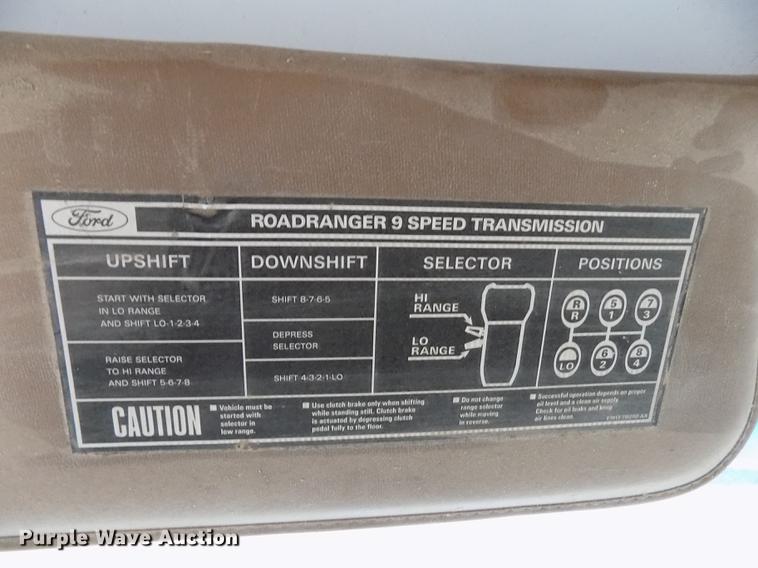 Ford
ROADRANGER 9 SPEED TRANSMISSION
UPSHIFT
START WITH SELECTOR
IN LO RANGE
AND SHIFT LO-1-2-3-4
RAISE SELECTOR
TO HI RANGE
AND SHIFT 5-6-7-8
DOWNSHIFT
SHIFT 8-7-6-5
DEPRESS
SELECTOR
SHIFT 4-3-2-1-LO
SELECTOR
HI
RANGE
LO
RANGE
POSITIONS
R 5 7
R 1 3
LO 6 8
2 4
CAUTION
■ Vehicle must be
started with
selector in
low range.
■ Use clutch brake only when shifting
while standing still. Clutch brake
is actuated by depressing clutch
pedal fully to the floor.
■ Do not change
range selector
while moving
in reverse.
■ Successful operation depends on proper
oil level and a clean air supply.
Check for oil leaks and keep
air lines clean.
Purple Wave Auction